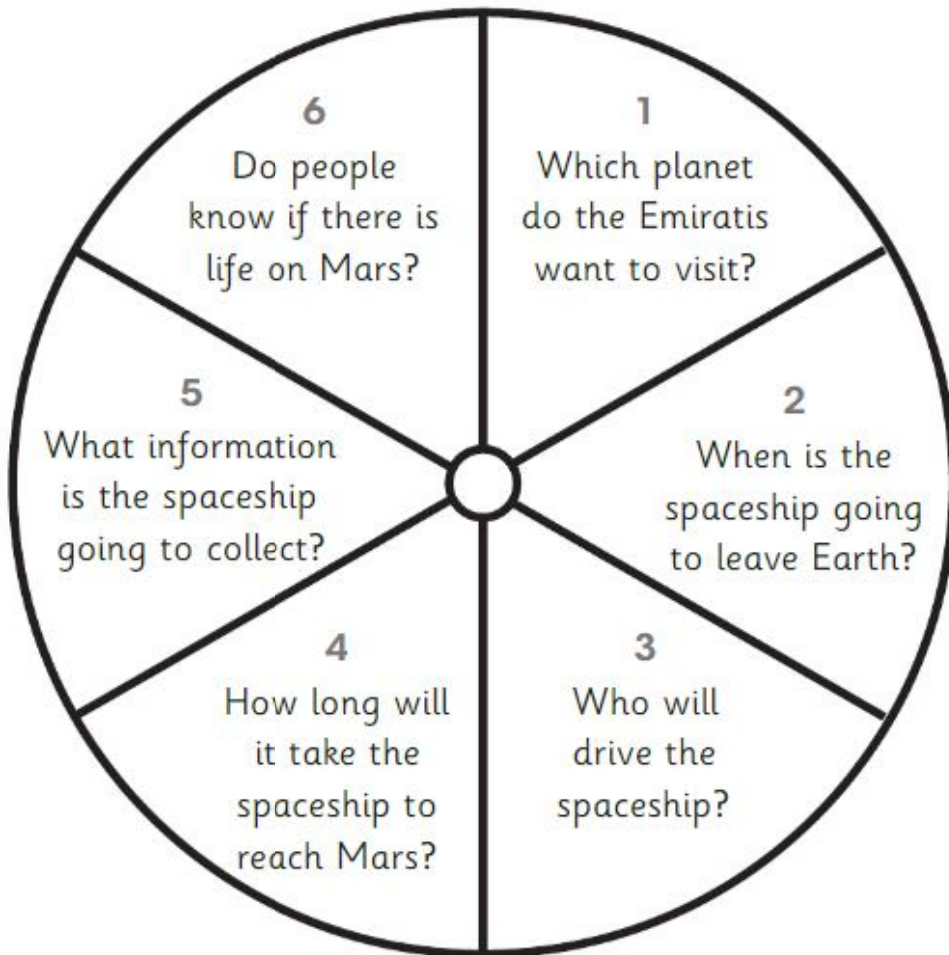 1
Which planet
do the Emiratis
want to visit?
2
When is the
spaceship going
to leave Earth?
3
Who will
drive the
spaceship?
4
How long will
it take the
spaceship to
reach Mars?
5
What information
is the spaceship
going to collect?
6
Do people
know if there is
life on Mars?